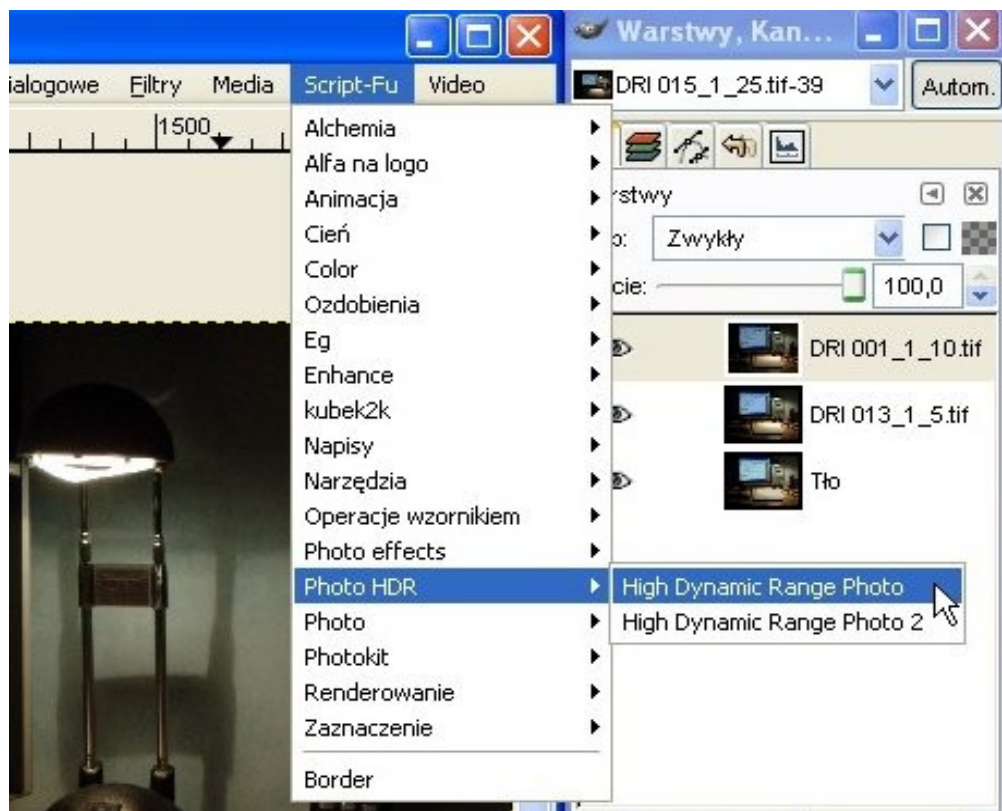 Warstwy, Kan...
DRI 015_1_25.tif-39
Autom.
ialogowe Filtry Media Script-Fu Video
1500
Alchemia
Alfa na logo
Animacja
Cień
Color
Ozdobienia
Eg
Enhance
kubek2k
Napisy
Narzędzia
Operacje wzornikiem
Photo effects
Photo HDR
Photo
Photokit
Renderowanie
Zaznaczenie
Border
High Dynamic Range Photo
High Dynamic Range Photo 2
rstwy
o: Zwykły
cie: 100,0
DRI 001_1_10.tif
DRI 013_1_5.tif
Tło